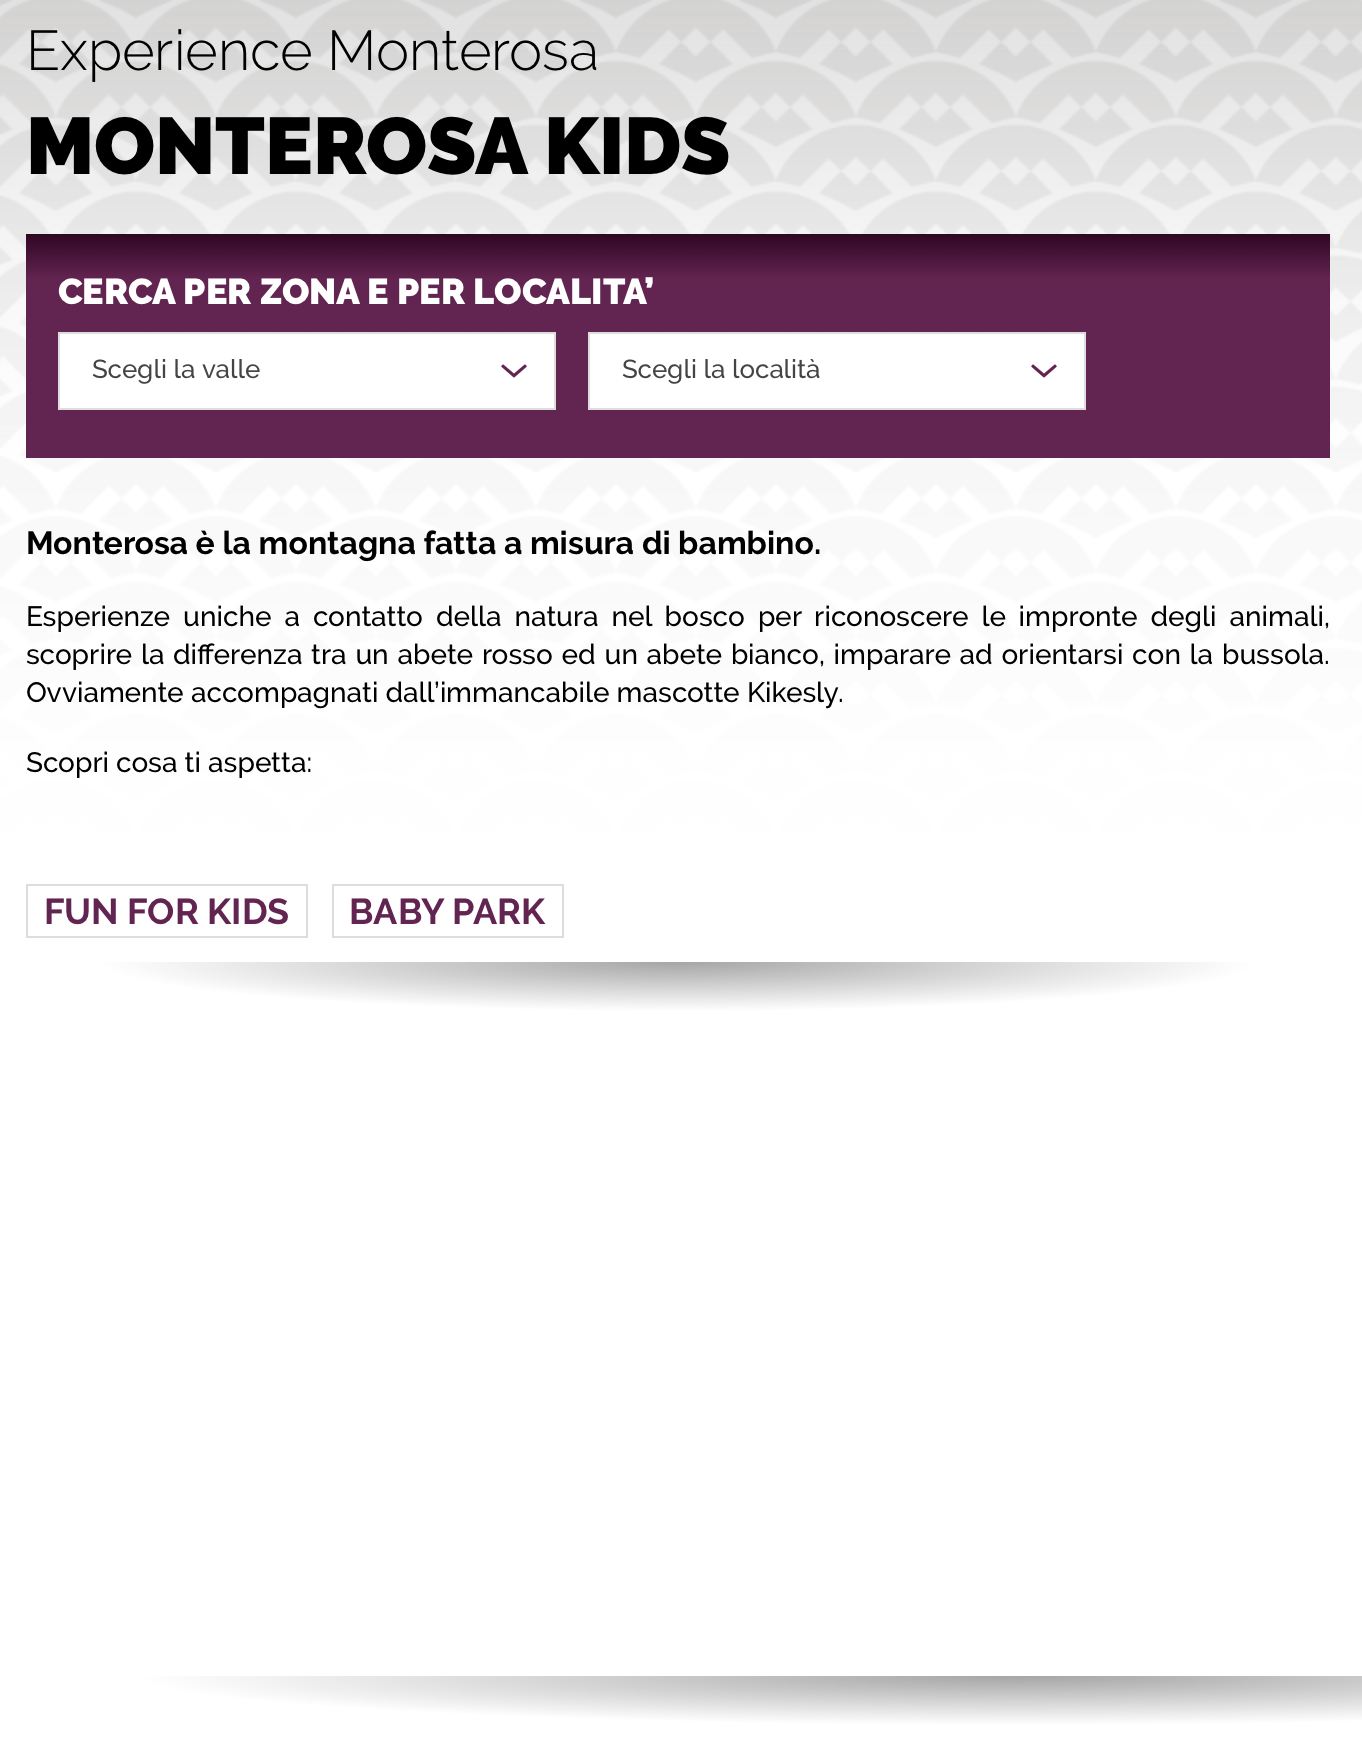 Experience Monterosa
MONTEROSA KIDS
CERCA PER ZONA E PER LOCALITA’
Scegli la valle
Scegli la località
Monterosa è la montagna fatta a misura di bambino.
Esperienze uniche a contatto della natura nel bosco per riconoscere le impronte degli animali,
scoprire la differenza tra un abete rosso ed un abete bianco, imparare ad orientarsi con la bussola.
Ovviamente accompagnati dall’immancabile mascotte Kikesly.
Scopri cosa ti aspetta:
FUN FOR KIDS
BABY PARK